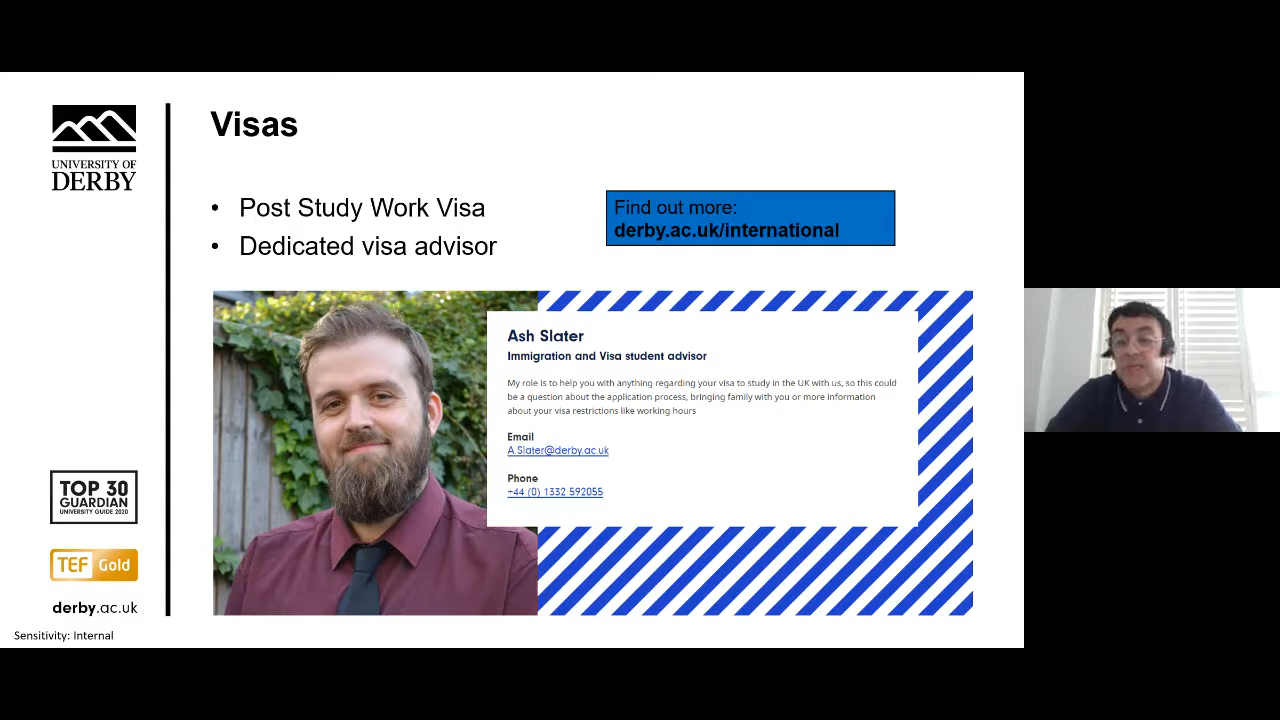 Visas
UNIVERSITY OF
DERBY
• Post Study Work Visa
• Dedicated visa advisor
Find out more:
derby.ac.uk/international
Ash Slater
Immigration and Visa student advisor
My role is to help you with anything regarding your visa to study in the UK with us, so this could
be a question about the application process, bringing family with you or more information
about your visa restrictions like working hours
Email
A.Slater@derby.ac.uk
Phone
+44 (0) 1332 592055
TOP 30
GUARDIAN
UNIVERSITY GUIDE 2020
TEF Gold
derby.ac.uk
Sensitivity: Internal